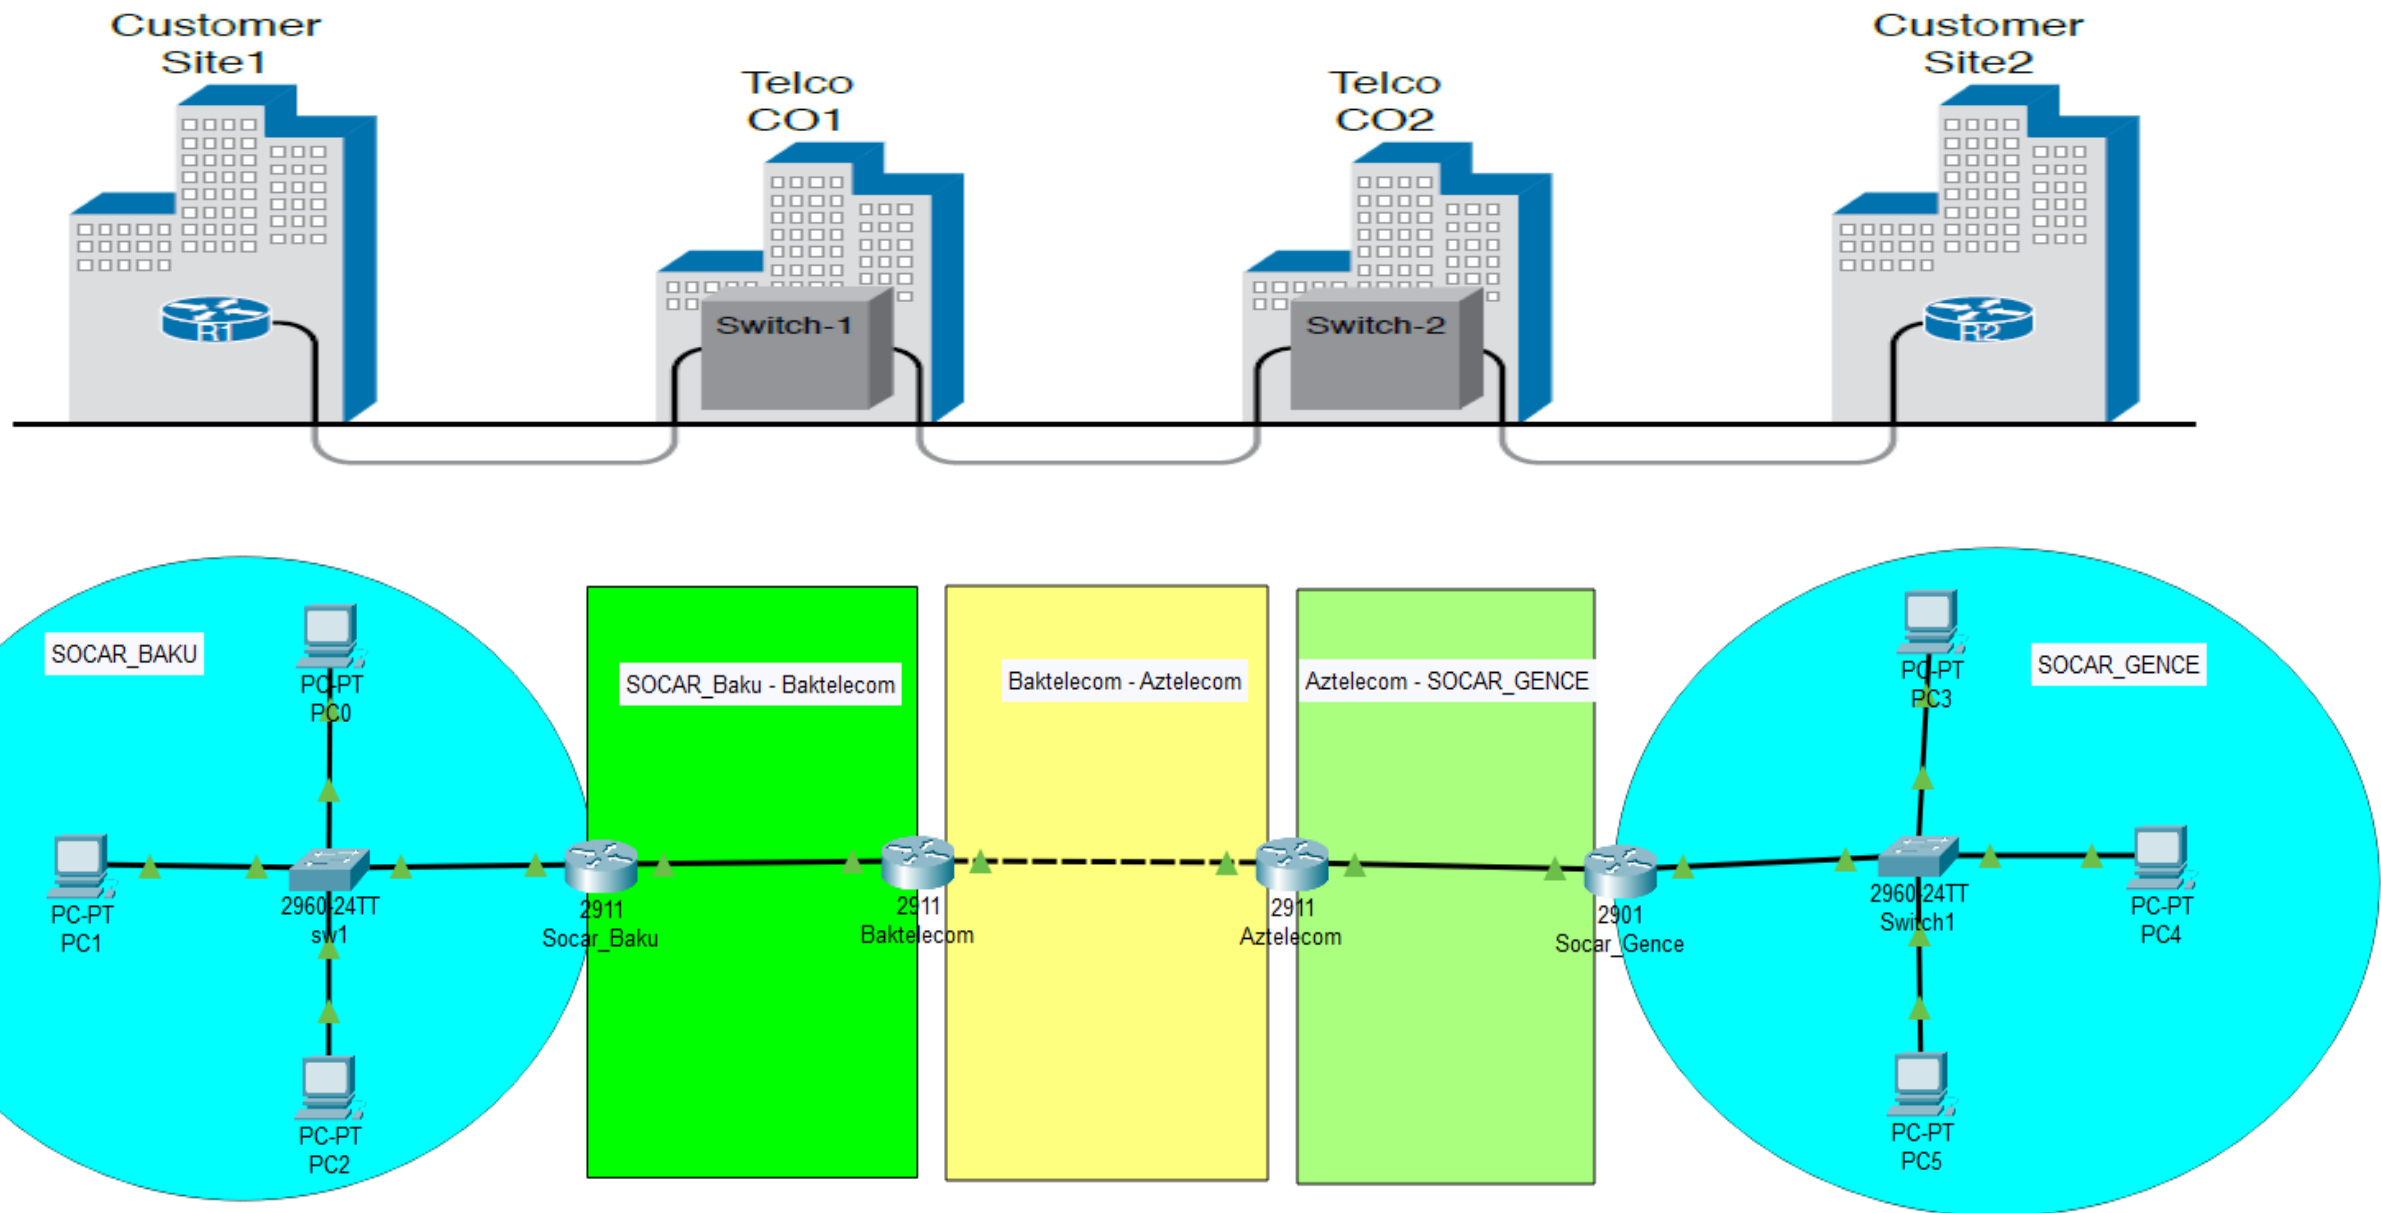 Customer
Site1
Telco
CO1
Telco
CO2
Customer
Site2
R1
Switch-1
Switch-2
R2
SOCAR_BAKU
PC-PT
PC0
PC-PT
PC1
2960-24TT
sw1
PC-PT
PC2
2911
Socar_Baku
SOCAR_Baku - Baktelecom
2911
Baktelecom
Baktelecom - Aztelecom
2911
Aztelecom
Aztelecom - SOCAR_GENCE
2901
Socar_Gence
SOCAR_GENCE
PC-PT
PC3
2960-24TT
Switch1
PC-PT
PC4
PC-PT
PC5